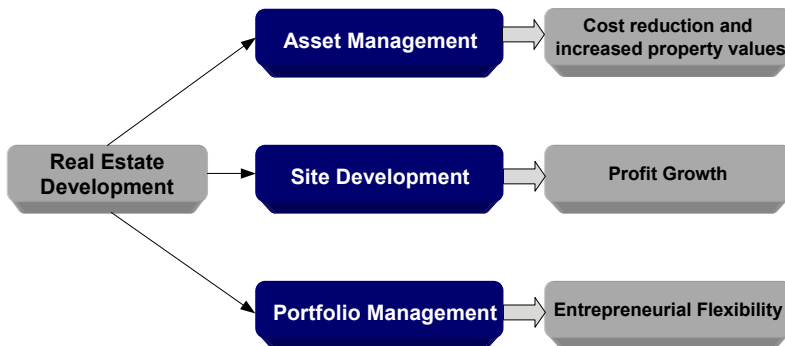 Asset Management
Cost reduction and
increased property values
Real Estate
Development
Site Development
Profit Growth
Portfolio Management
Entrepreneurial Flexibility